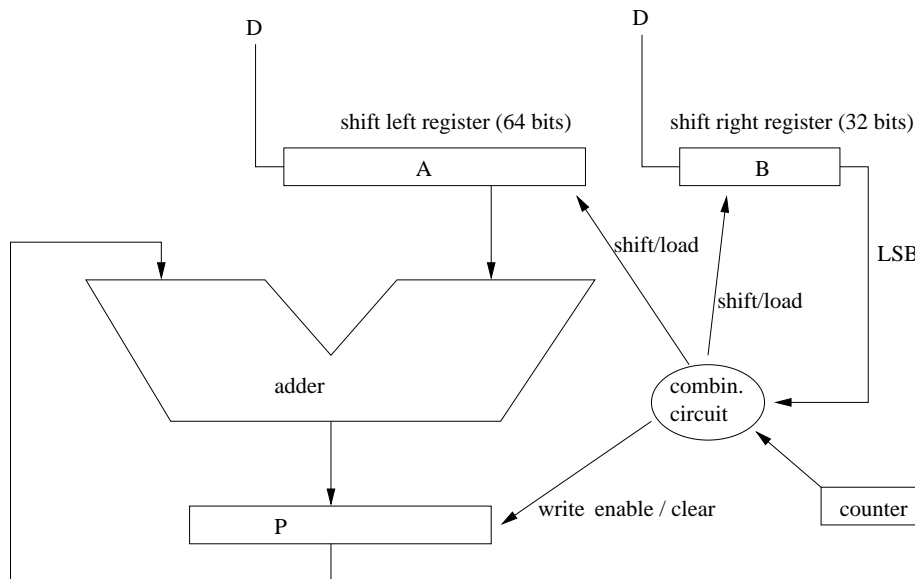 D
D
shift left register (64 bits)
shift right register (32 bits)
A
B
shift/load
LSB
shift/load
adder
combin.
circuit
P
write enable / clear
counter